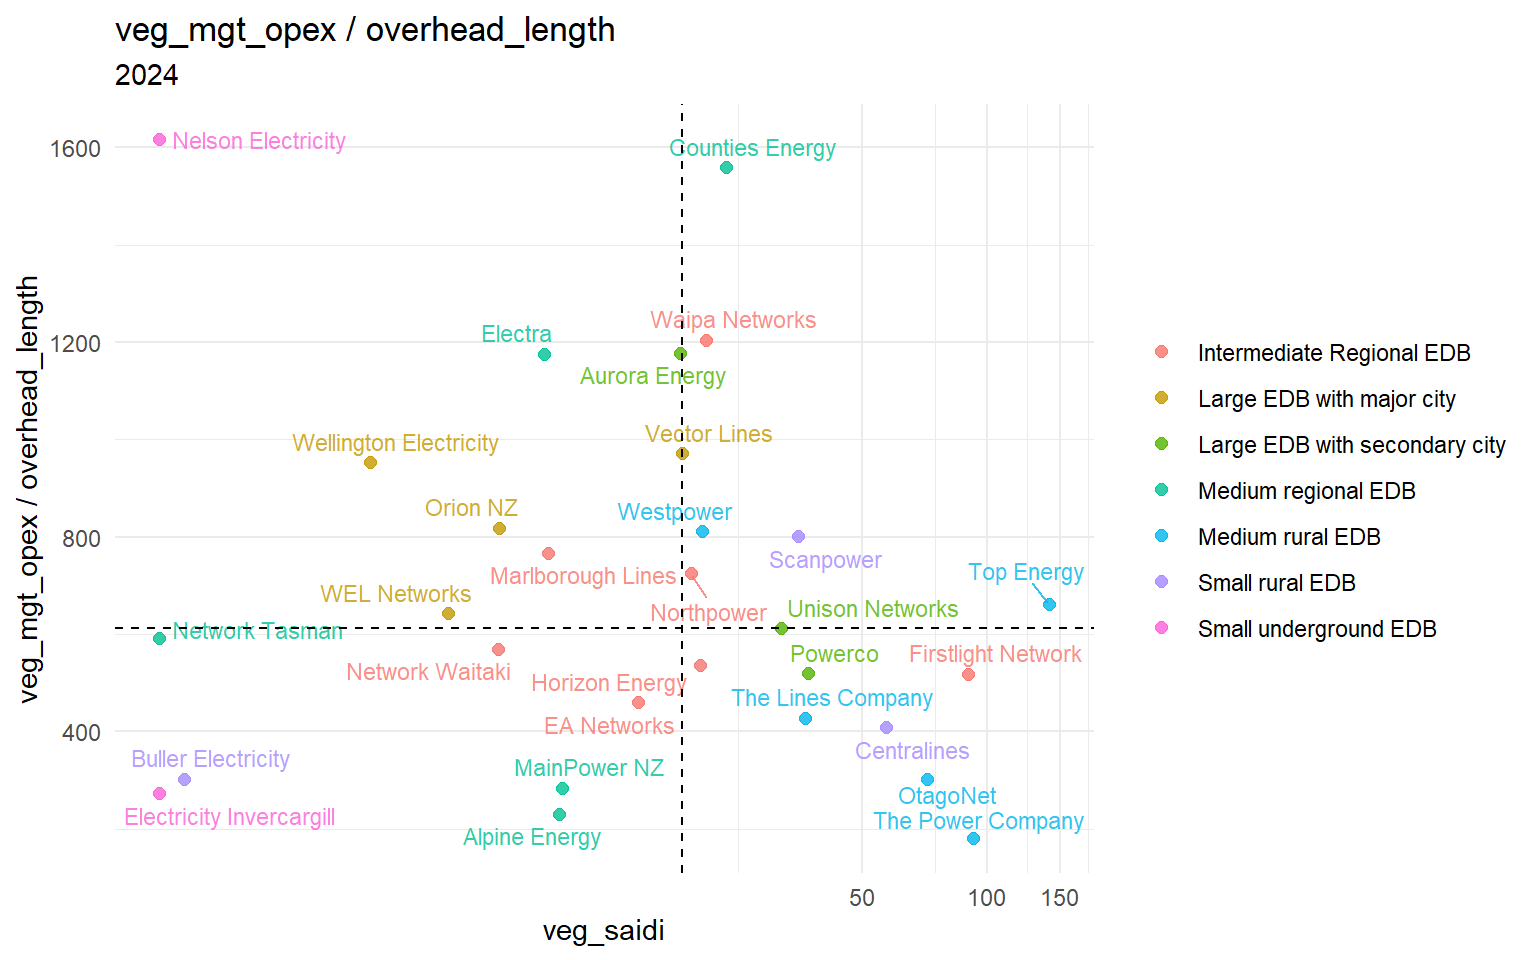 veg_mgt_opex / overhead_length
2024
veg_mgt_opex / overhead_length
1600
1200
800
400
Nelson Electricity
Counties Energy
Waipa Networks
Electra
Aurora Energy
Vector Lines
Wellington Electricity
Orion NZ
Westpower
Scanpower
Marlborough Lines
Top Energy
WEL Networks
Northpower
Unison Networks
Network Tasman
Powerco
Firstlight Network
Network Waitaki
Horizon Energy
The Lines Company
EA Networks
Centralines
Buller Electricity
MainPower NZ
OtagoNet
Electricity Invercargill
The Power Company
Alpine Energy
50
100
150
veg_saidi
Intermediate Regional EDB
Large EDB with major city
Large EDB with secondary city
Medium regional EDB
Medium rural EDB
Small rural EDB
Small underground EDB